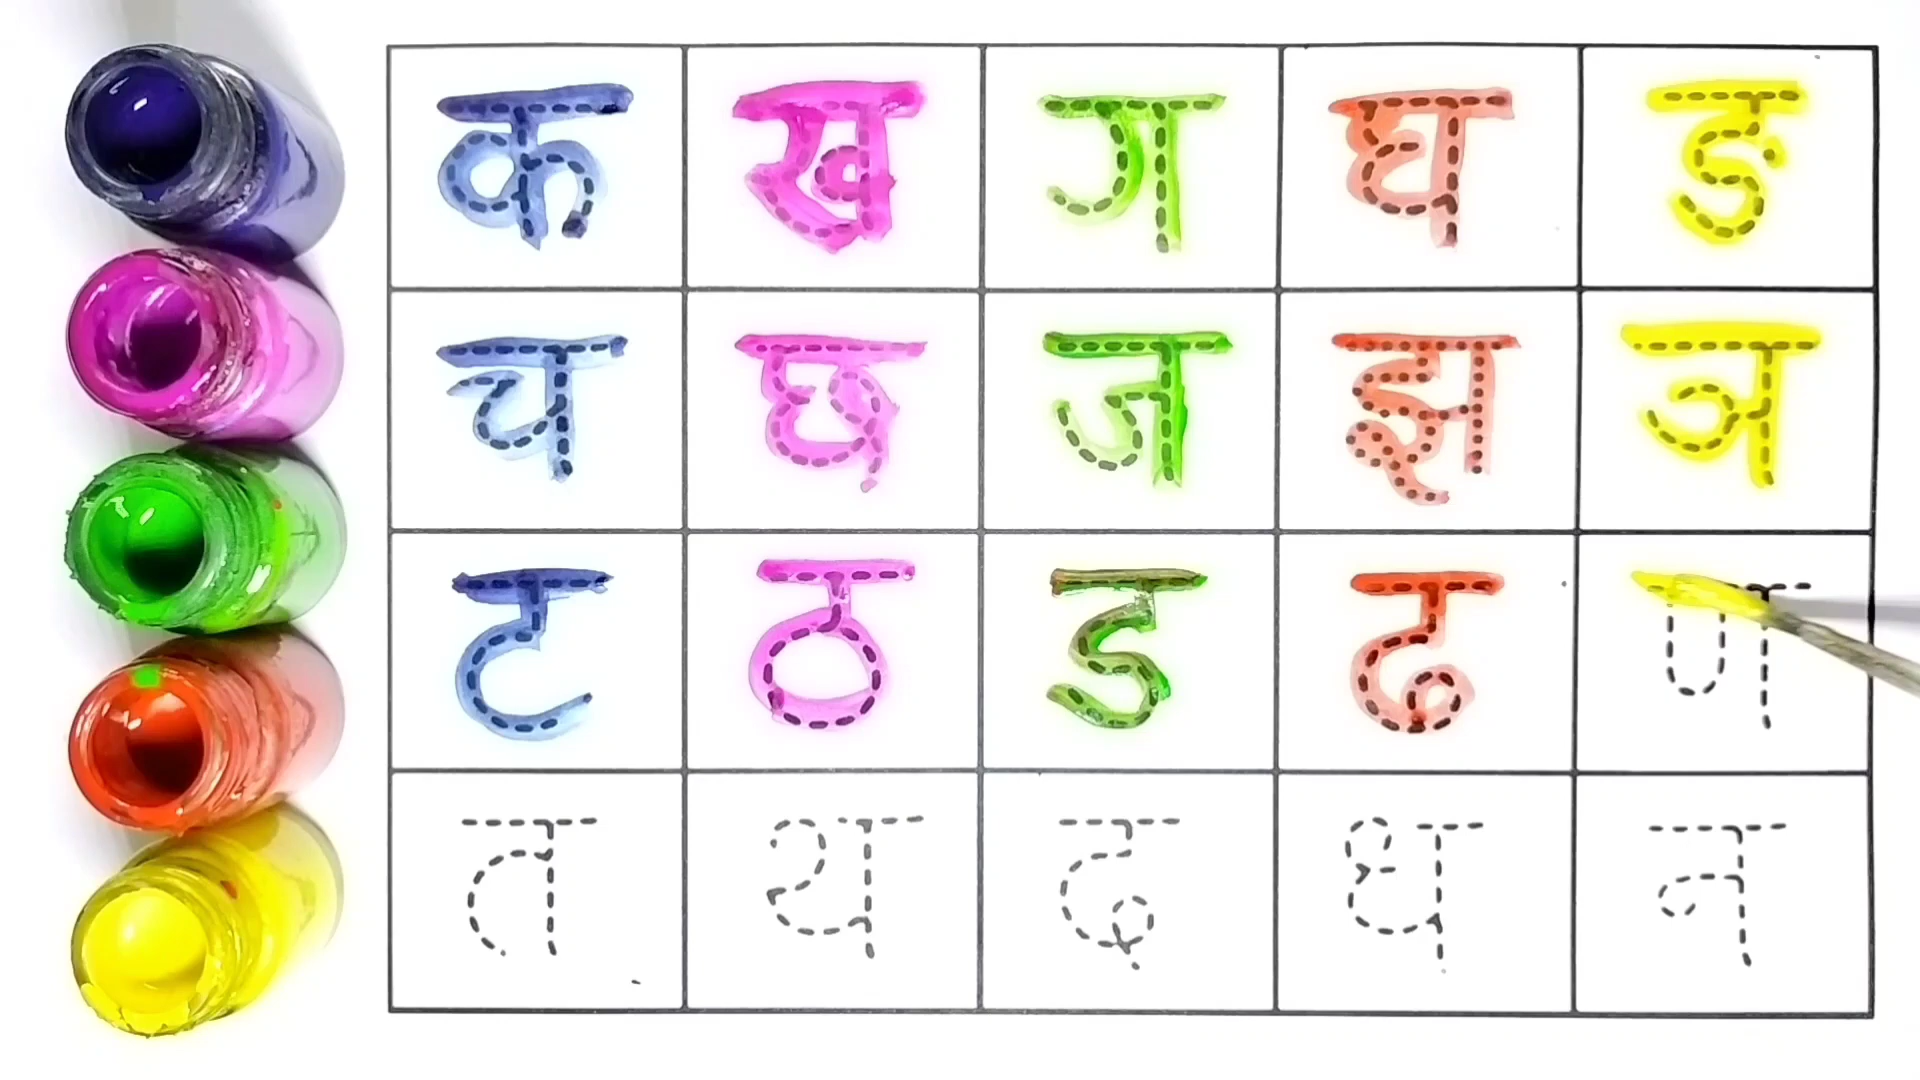 क ख ग घ ङ
च छ ज झ ञ
ट ठ ड ढ ण
त थ द ध न